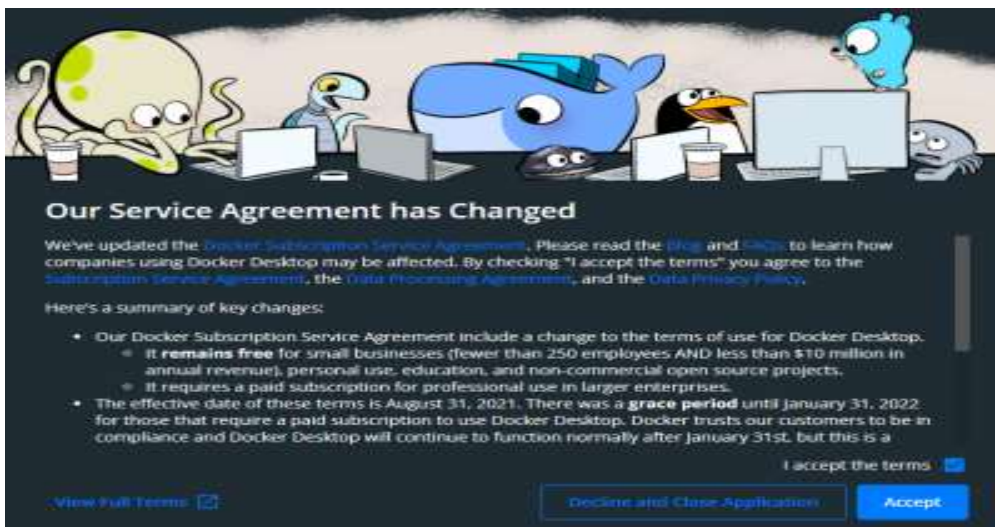 Our Service Agreement has Changed
We've updated the Docker Subscription Service Agreement. Please read the Blog and FAQs to learn how
companies using Docker Desktop may be affected. By checking "I accept the terms" you agree to the
Subscription Service Agreement, the Data Processing Agreement, and the Data Privacy Policy.
Here's a summary of key changes:
• Our Docker Subscription Service Agreement include a change to the terms of use for Docker Desktop.
It remains free for small businesses (fewer than 250 employees AND less than $10 million in
annual revenue), personal use, education, and non-commercial open source projects.
It requires a paid subscription for professional use in larger enterprises.
• The effective date of these terms is August 31, 2021. There was a grace period until January 31, 2022
for those that require a paid subscription to use Docker Desktop. Docker trusts our customers to be in
compliance and Docker Desktop will continue to function normally after January 31st, but this is a
I accept the terms
View Full Terms
Decline and Close Application
Accept